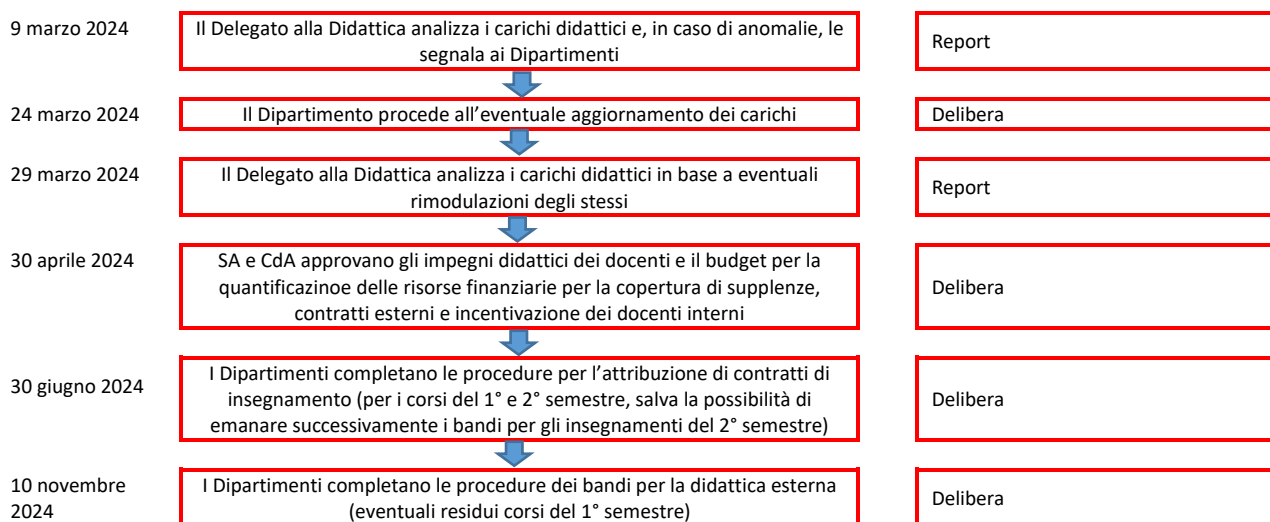 9 marzo 2024
Il Delegato alla Didattica analizza i carichi didattici e, in caso di anomalie, le
segnala ai Dipartimenti
Report
24 marzo 2024
Il Dipartimento procede all’eventuale aggiornamento dei carichi
Delibera
29 marzo 2024
Il Delegato alla Didattica analizza i carichi didattici in base a eventuali
rimodulazioni degli stessi
Report
30 aprile 2024
SA e CdA approvano gli impegni didattici dei docenti e il budget per la
quantificazinoe delle risorse finanziarie per la copertura di supplenze,
contratti esterni e incentivazione dei docenti interni
Delibera
30 giugno 2024
I Dipartimenti completano le procedure per l’attribuzione di contratti di
insegnamento (per i corsi del 1° e 2° semestre, salva la possibilità di
emanare successivamente i bandi per gli insegnamenti del 2° semestre)
Delibera
10 novembre
2024
I Dipartimenti completano le procedure dei bandi per la didattica esterna
(eventuali residui corsi del 1° semestre)
Delibera